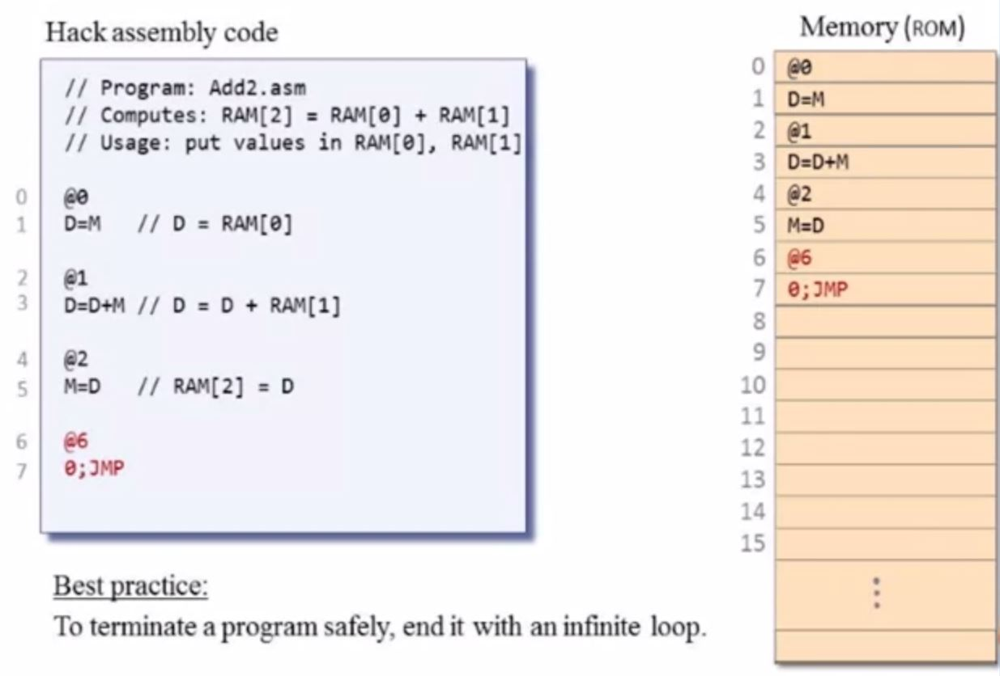 Hack assembly code
// Program: Add2.asm
// Computes: RAM[2] = RAM[0] + RAM[1]
// Usage: put values in RAM[0], RAM[1]
0 @0
1 D=M // D = RAM[0]
2 @1
3 D=D+M // D = D + RAM[1]
4 @2
5 M=D // RAM[2] = D
6 @6
7 0;JMP
Best practice:
To terminate a program safely, end it with an infinite loop.
Memory (ROM)
0 @0
1 D=M
2 @1
3 D=D+M
4 @2
5 M=D
6 @6
7 0;JMP
8
9
10
11
12
13
14
15